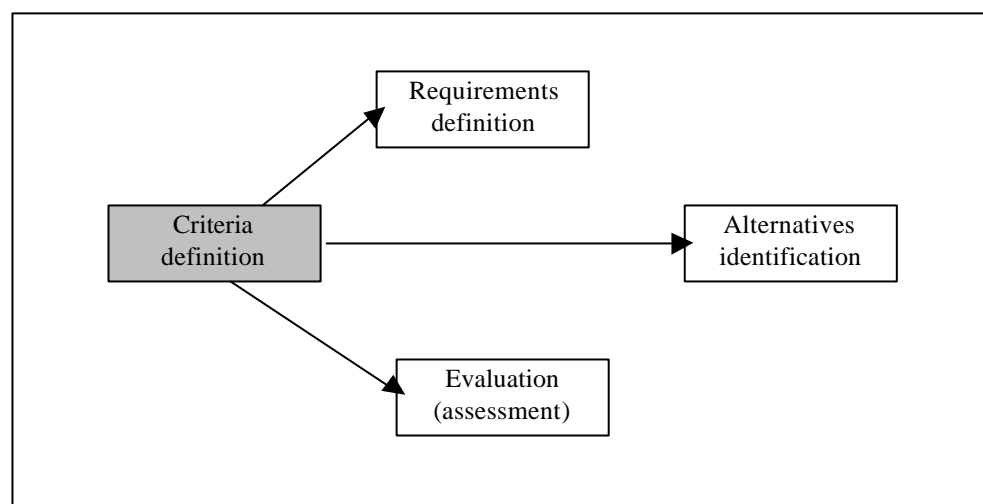 Requirements
definition
Criteria
definition
Alternatives
identification
Evaluation
(assessment)